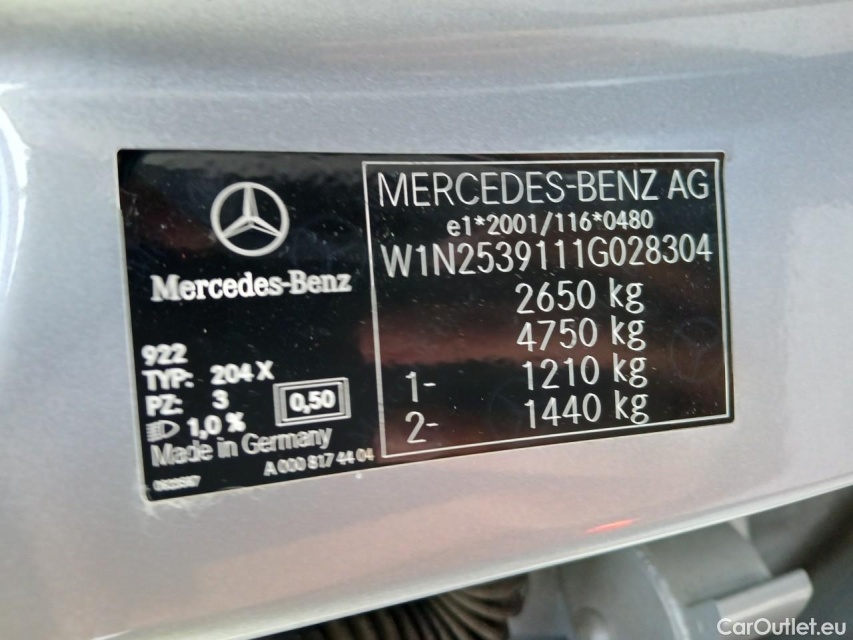 Mercedes-Benz
922
TYP: 204 X
PZ: 3
0,50
1,0 %
Made in Germany
A 000 817 44 04
MERCEDES-BENZ AG
e1*2001/116*0480
W1N2539111G028304
2650 kg
4750 kg
1- 1210 kg
2- 1440 kg
CarOutlet.eu